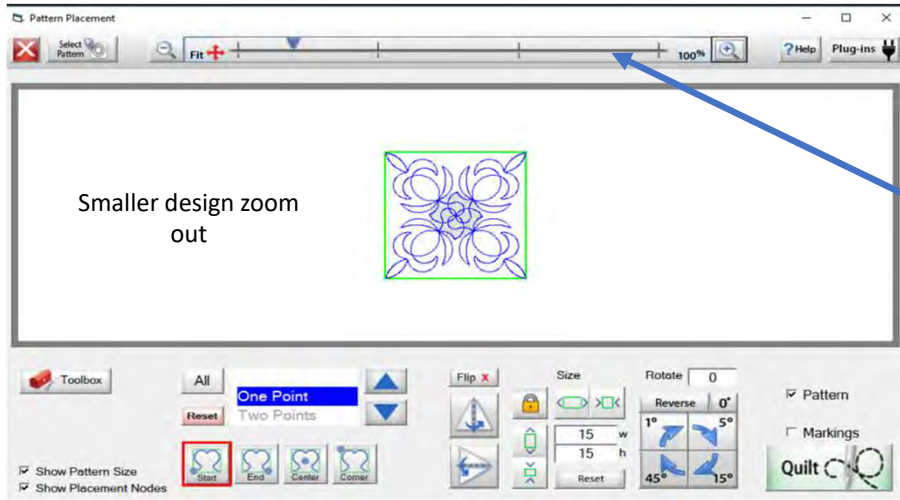 Pattern Placement
Select Pattern
Fit
100%
?Help
Plug-ins
Smaller design zoom
out
Toolbox
All
One Point
Reset
Two Points
Flip X
Size
Rotate 0
Reverse 0°
1° 5°
15 w
15 h
Reset
45° 15°
Pattern
Markings
Quilt
Show Pattern Size
Show Placement Nodes
Start
End
Center
Corner